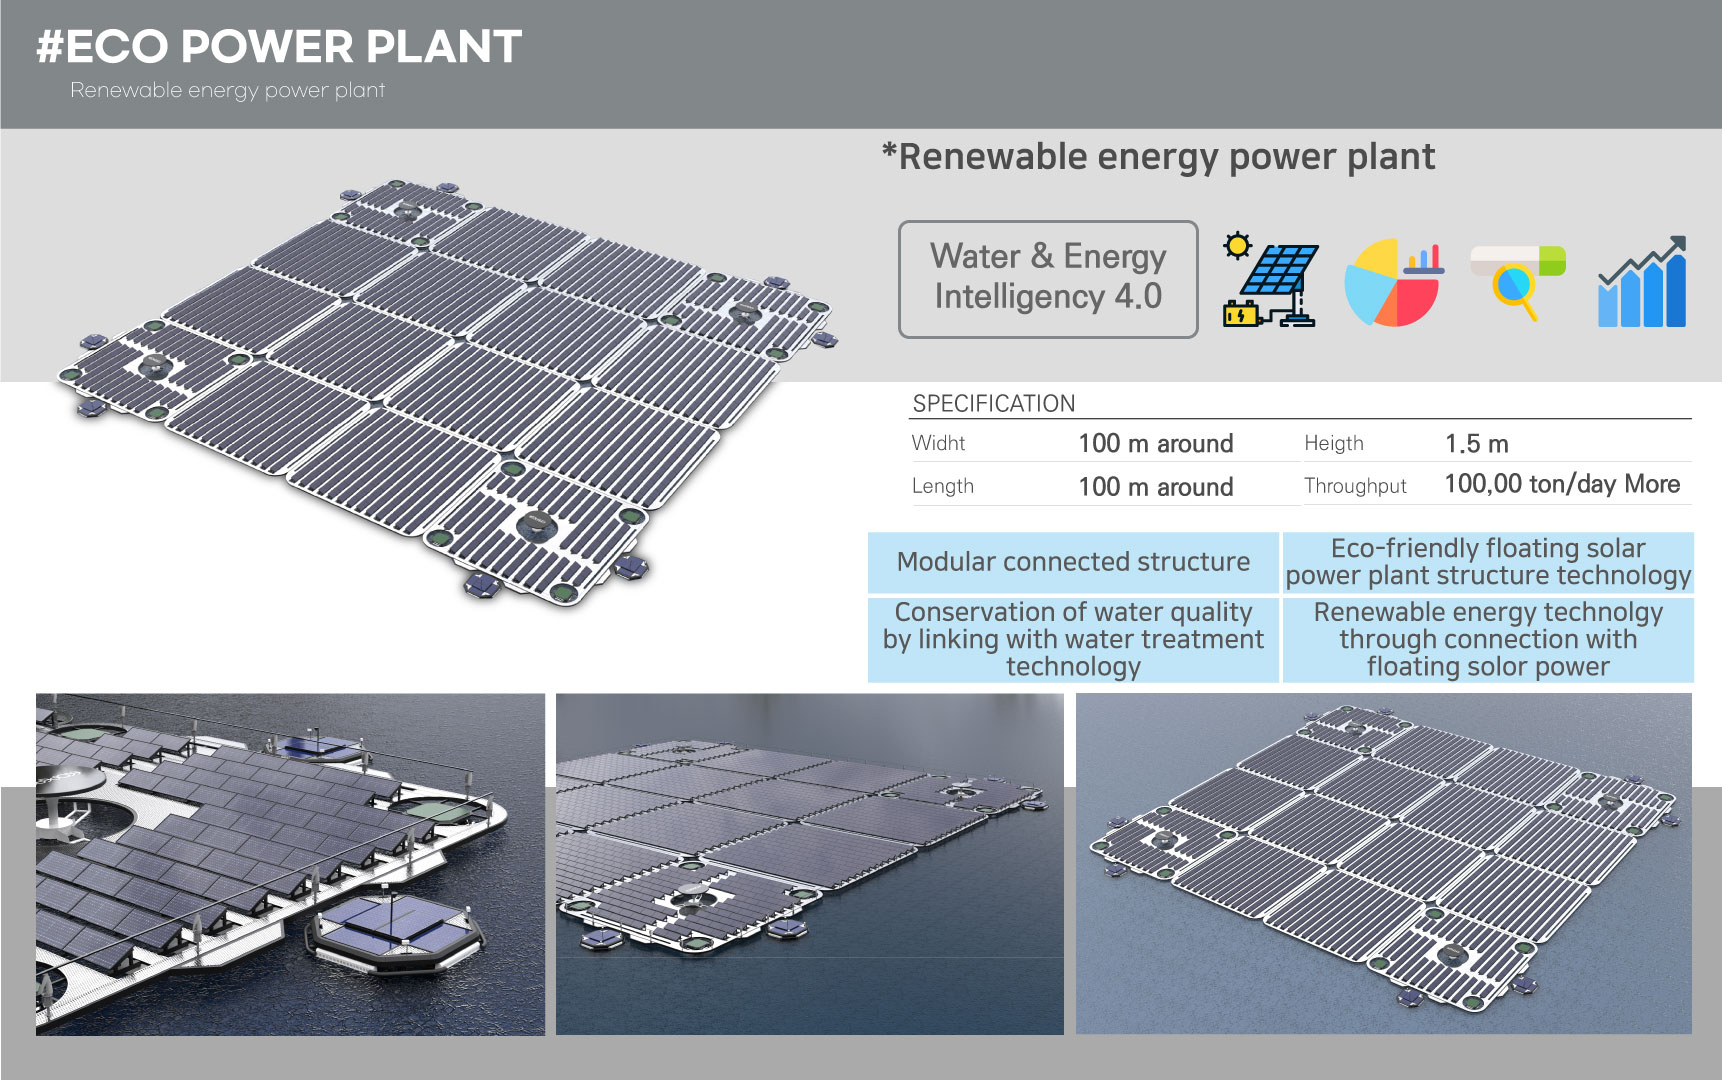 #ECO POWER PLANT
Renewable energy power plant
*Renewable energy power plant
Water & Energy
Intelligency 4.0
SPECIFICATION
Widht 100 m around Heigth 1.5 m
Length 100 m around Throughput 100,00 ton/day More
Modular connected structure
Eco-friendly floating solar
power plant structure technology
Conservation of water quality
by linking with water treatment
technology
Renewable energy technolgy
through connection with
floating solor power